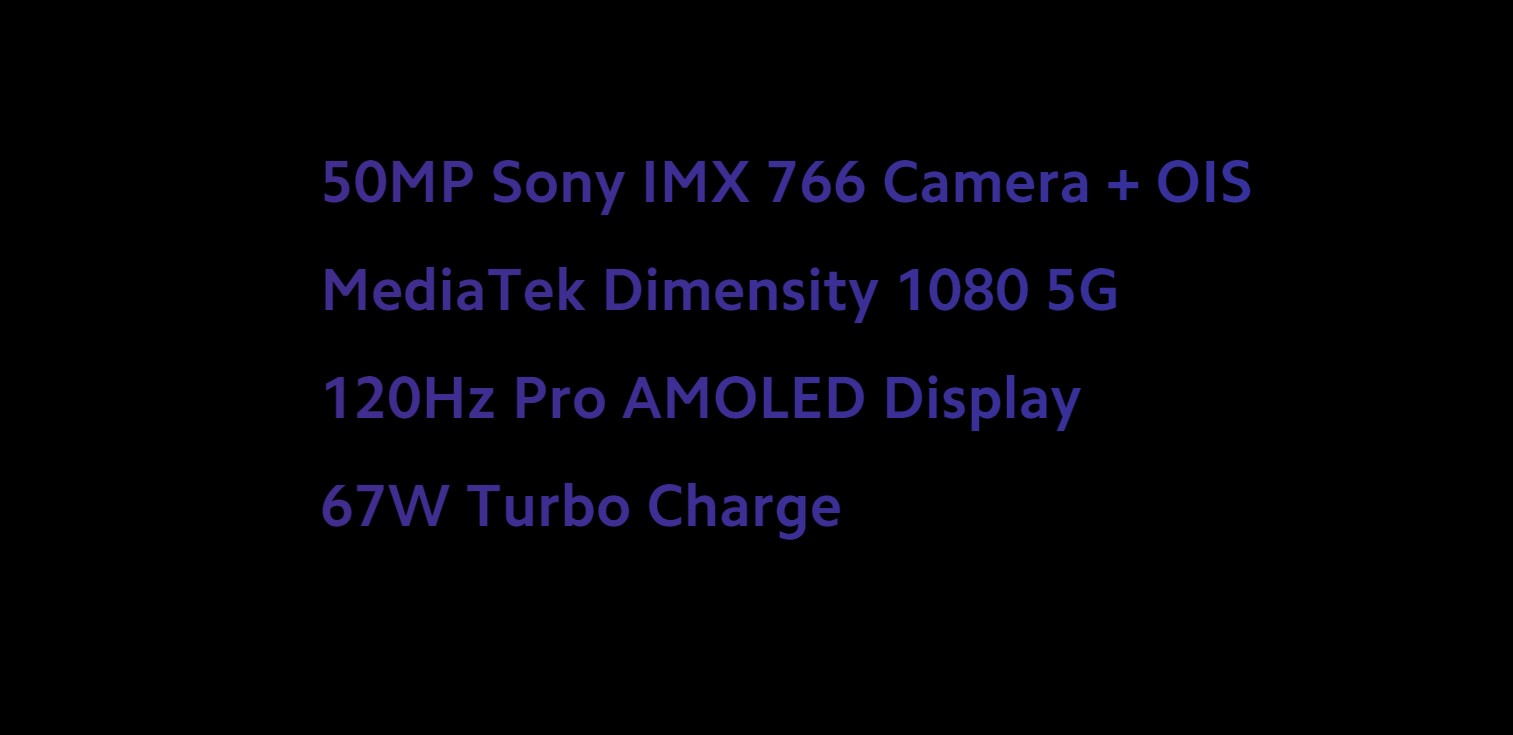 50MP Sony IMX 766 Camera + OIS
MediaTek Dimensity 1080 5G
120Hz Pro AMOLED Display
67W Turbo Charge